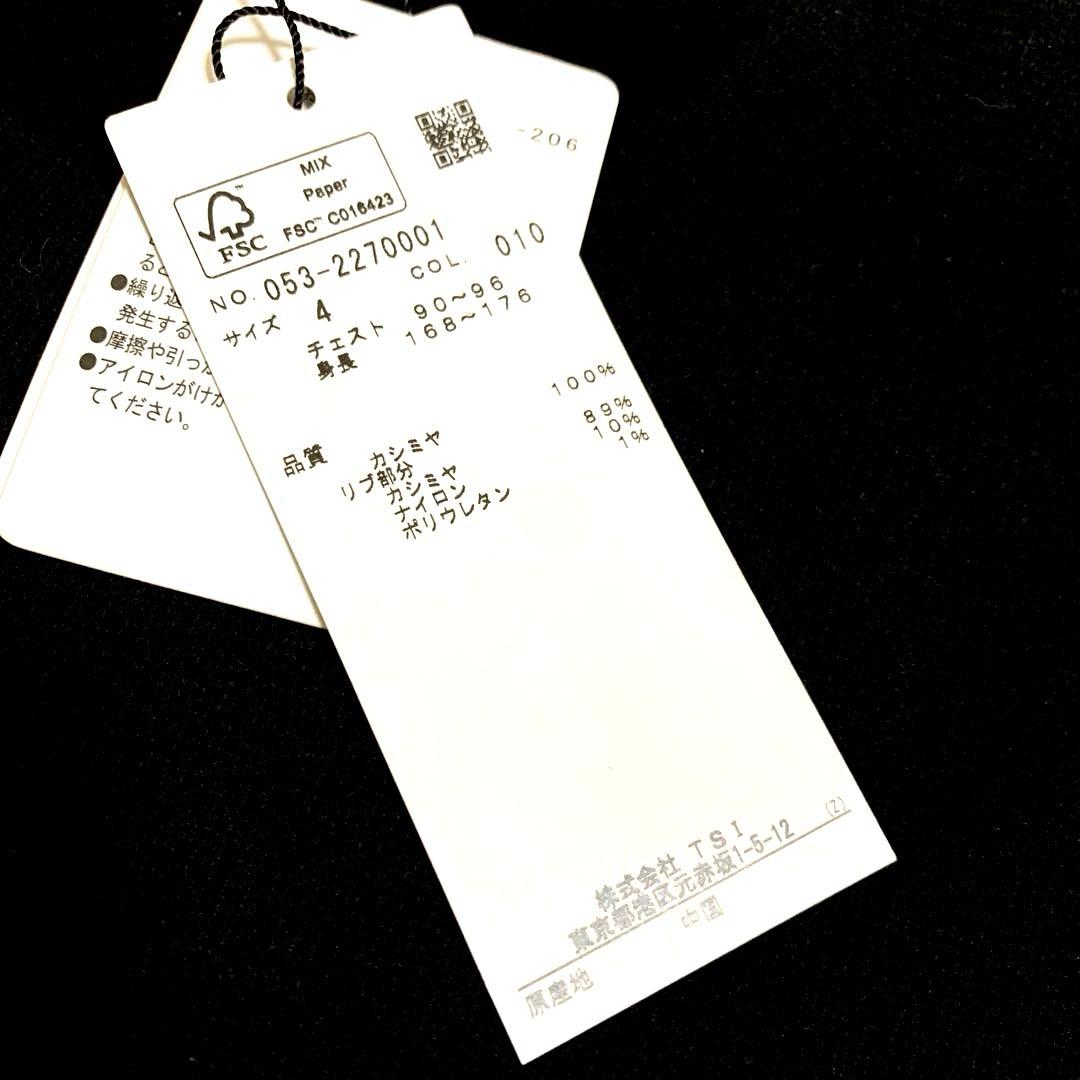 MIX
Paper
FSC™ C016423
FSC
-206
NO. 053-2270001
COL. 010
サイズ 4
チェスト 90~96
身長 168~176
品質 カシミヤ 100%
リブ部分
カシミヤ 89%
ナイロン 10%
ポリウレタン 1%
(Z)
株式会社 TSI
東京都港区元赤坂1-5-12
原産地 中国
ると
●繰り返
発生する
●摩擦や引っか
●アイロンがけが
てください。